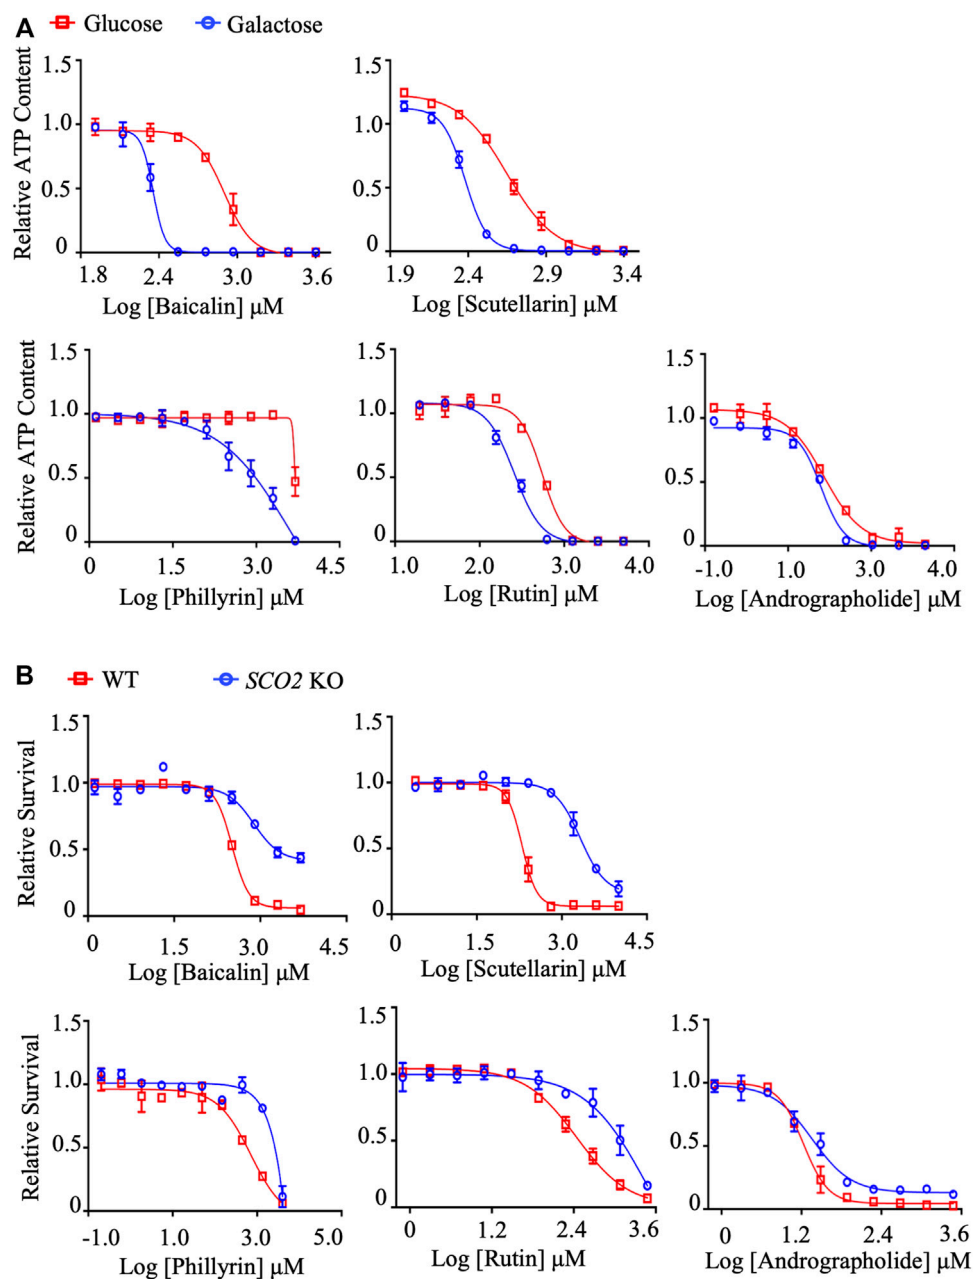 A Glucose Galactose
1.5 1.5
Relative ATP Content
1.0 1.0
0.5 0.5
0 0
1.8 2.4 3.0 3.6 1.9 2.4 2.9 3.4
Log [Baicalin] μM Log [Scutellarin] μM
1.5 1.5 1.5
Relative ATP Content
1.0 1.0 1.0
0.5 0.5 0.5
0 0 0
0 1.5 3.0 4.5 1.0 2.0 3.0 4.0 -1.0 1.0 3.0 4.0
Log [Phillyrin] μM Log [Rutin] μM Log [Andrographolide] μM
B WT SCO2 KO
1.5 1.5
Relative Survival
1.0 1.0
0.5 0.5
0 0
0 1.5 3.0 4.5 0 1.5 3.0 4.5
Log [Baicalin] μM Log [Scutellarin] μM
1.5 1.5 1.5
Relative Survival
1.0 1.0 1.0
0.5 0.5 0.5
0 0 0
-1.0 1.0 3.0 5.0 0 1.2 2.4 3.6 0 1.2 2.4 3.6
Log [Phillyrin] μM Log [Rutin] μM Log [Andrographolide] μM